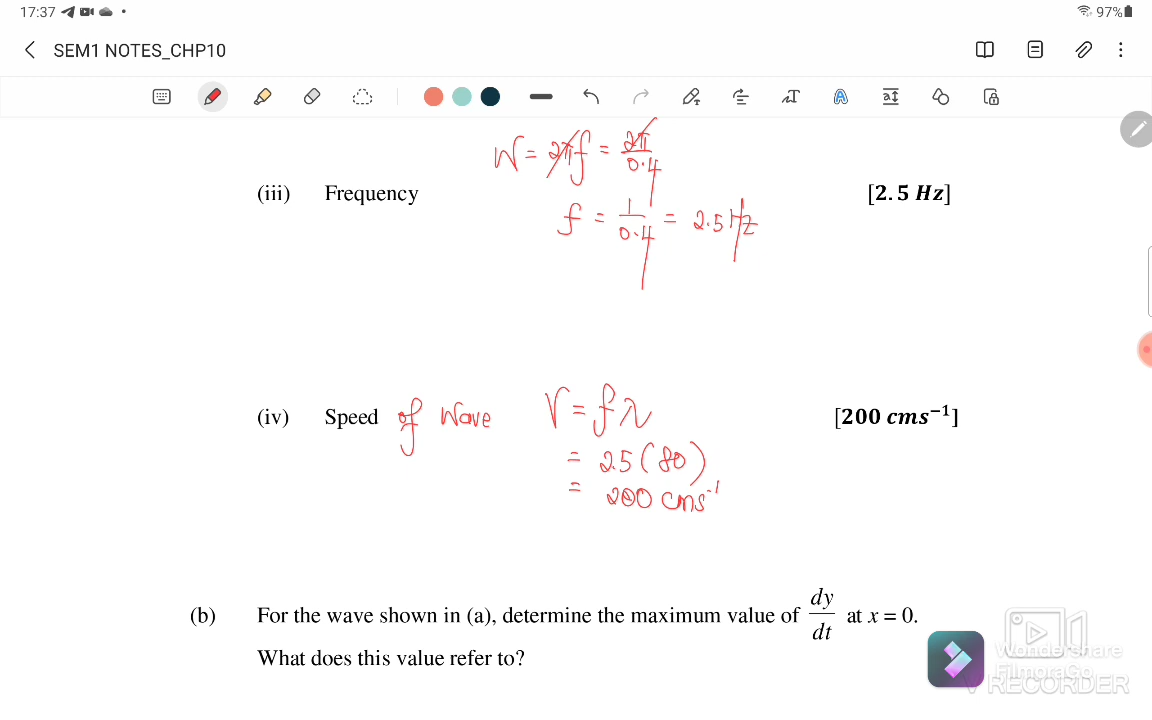 17:37 97%
SEM1 NOTES_CHP10
W = 2πf = 2π/0.4
(iii) Frequency [2.5 Hz]
f = 1/0.4 = 2.5 Hz
(iv) Speed of Wave V = fλ [200 cms⁻¹]
= 2.5 (80)
= 200 cms⁻¹
(b) For the wave shown in (a), determine the maximum value of dy/dt at x = 0.
What does this value refer to?
Wondershare
FilmoraGo
V RECORDER